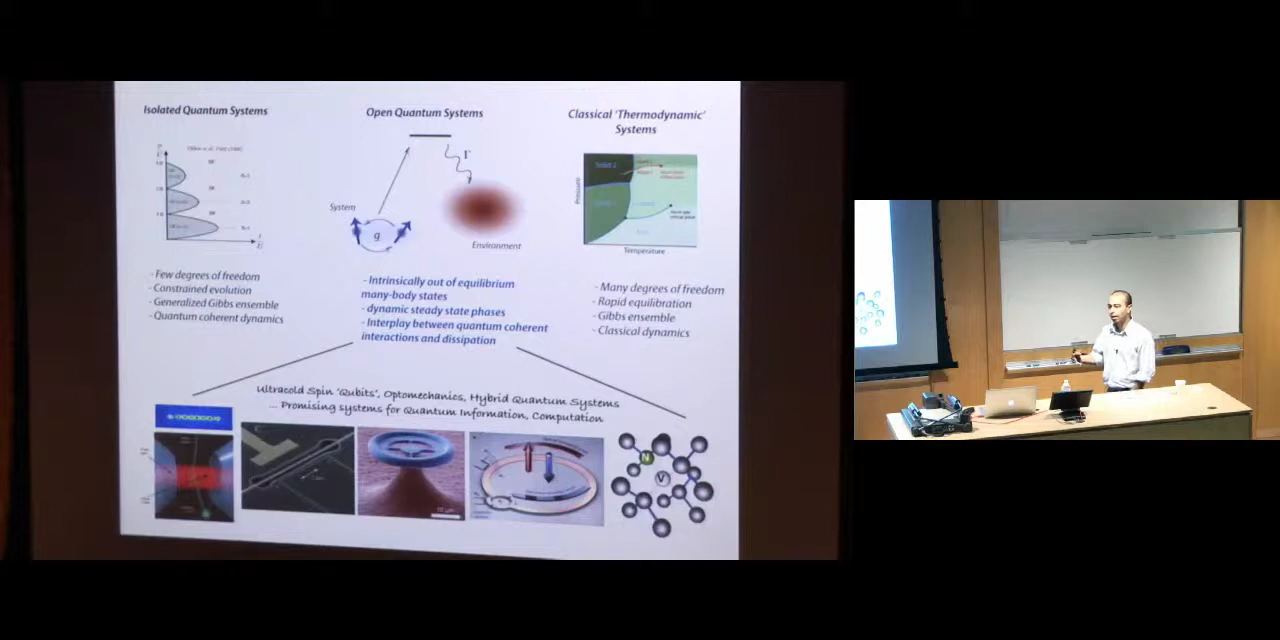 Isolated Quantum Systems
Open Quantum Systems
Classical 'Thermodynamic'
Systems
Γ
System
g
Environment
Pressure
Temperature
- Few degrees of freedom
- Constrained evolution
- Generalized Gibbs ensemble
- Quantum coherent dynamics
- Intrinsically out of equilibrium
many-body states
- dynamic steady state phases
- Interplay between quantum coherent
interactions and dissipation
- Many degrees of freedom
- Rapid equilibration
- Gibbs ensemble
- Classical dynamics
Ultracold Spin 'Qubits', Optomechanics, Hybrid Quantum Systems
... Promising systems for Quantum Information, Computation
N
V